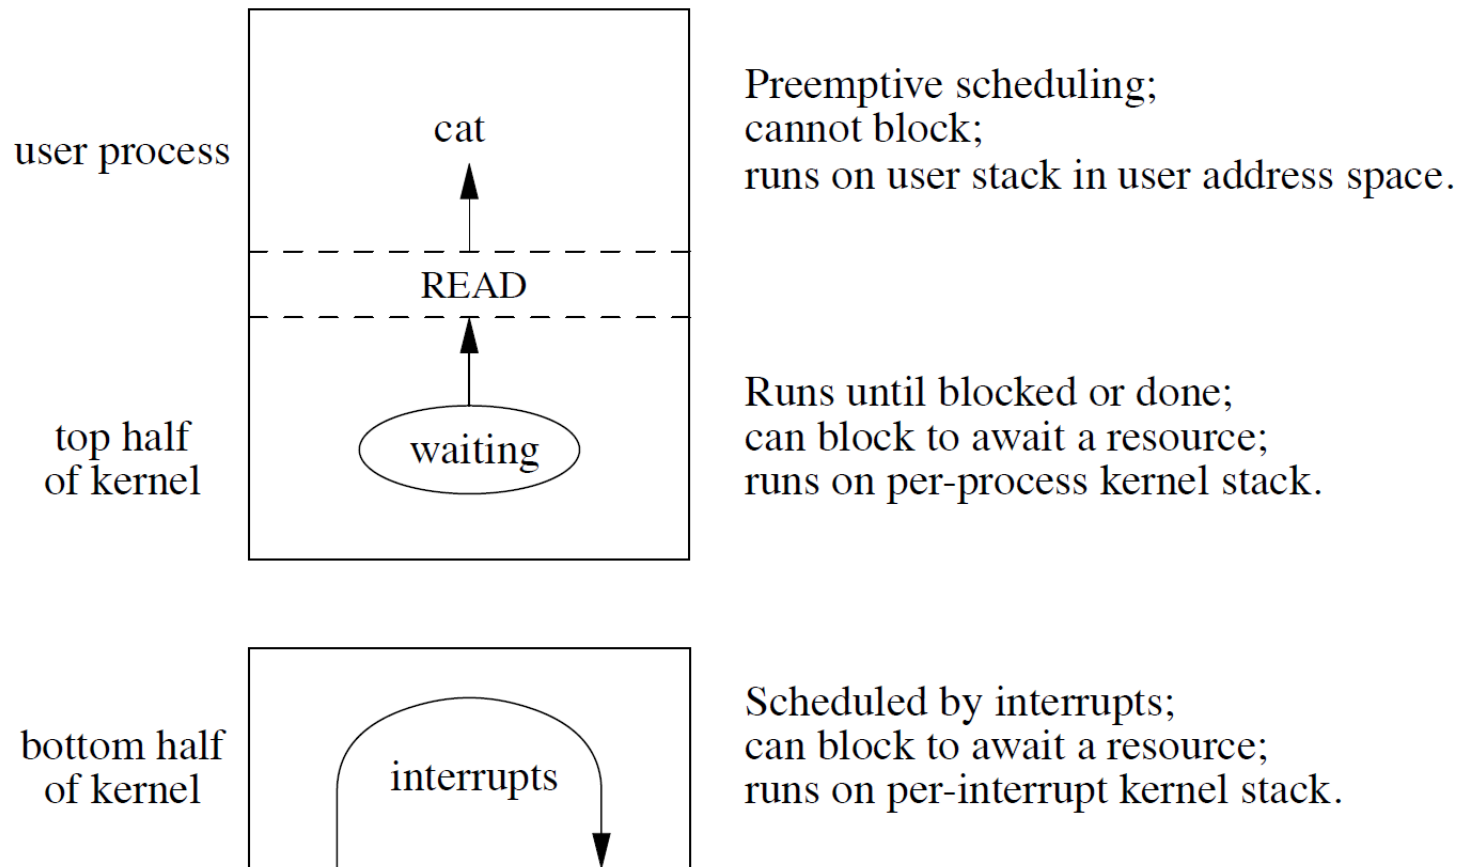 user process
cat
Preemptive scheduling;
cannot block;
runs on user stack in user address space.
READ
top half
of kernel
waiting
Runs until blocked or done;
can block to await a resource;
runs on per-process kernel stack.
bottom half
of kernel
interrupts
Scheduled by interrupts;
can block to await a resource;
runs on per-interrupt kernel stack.